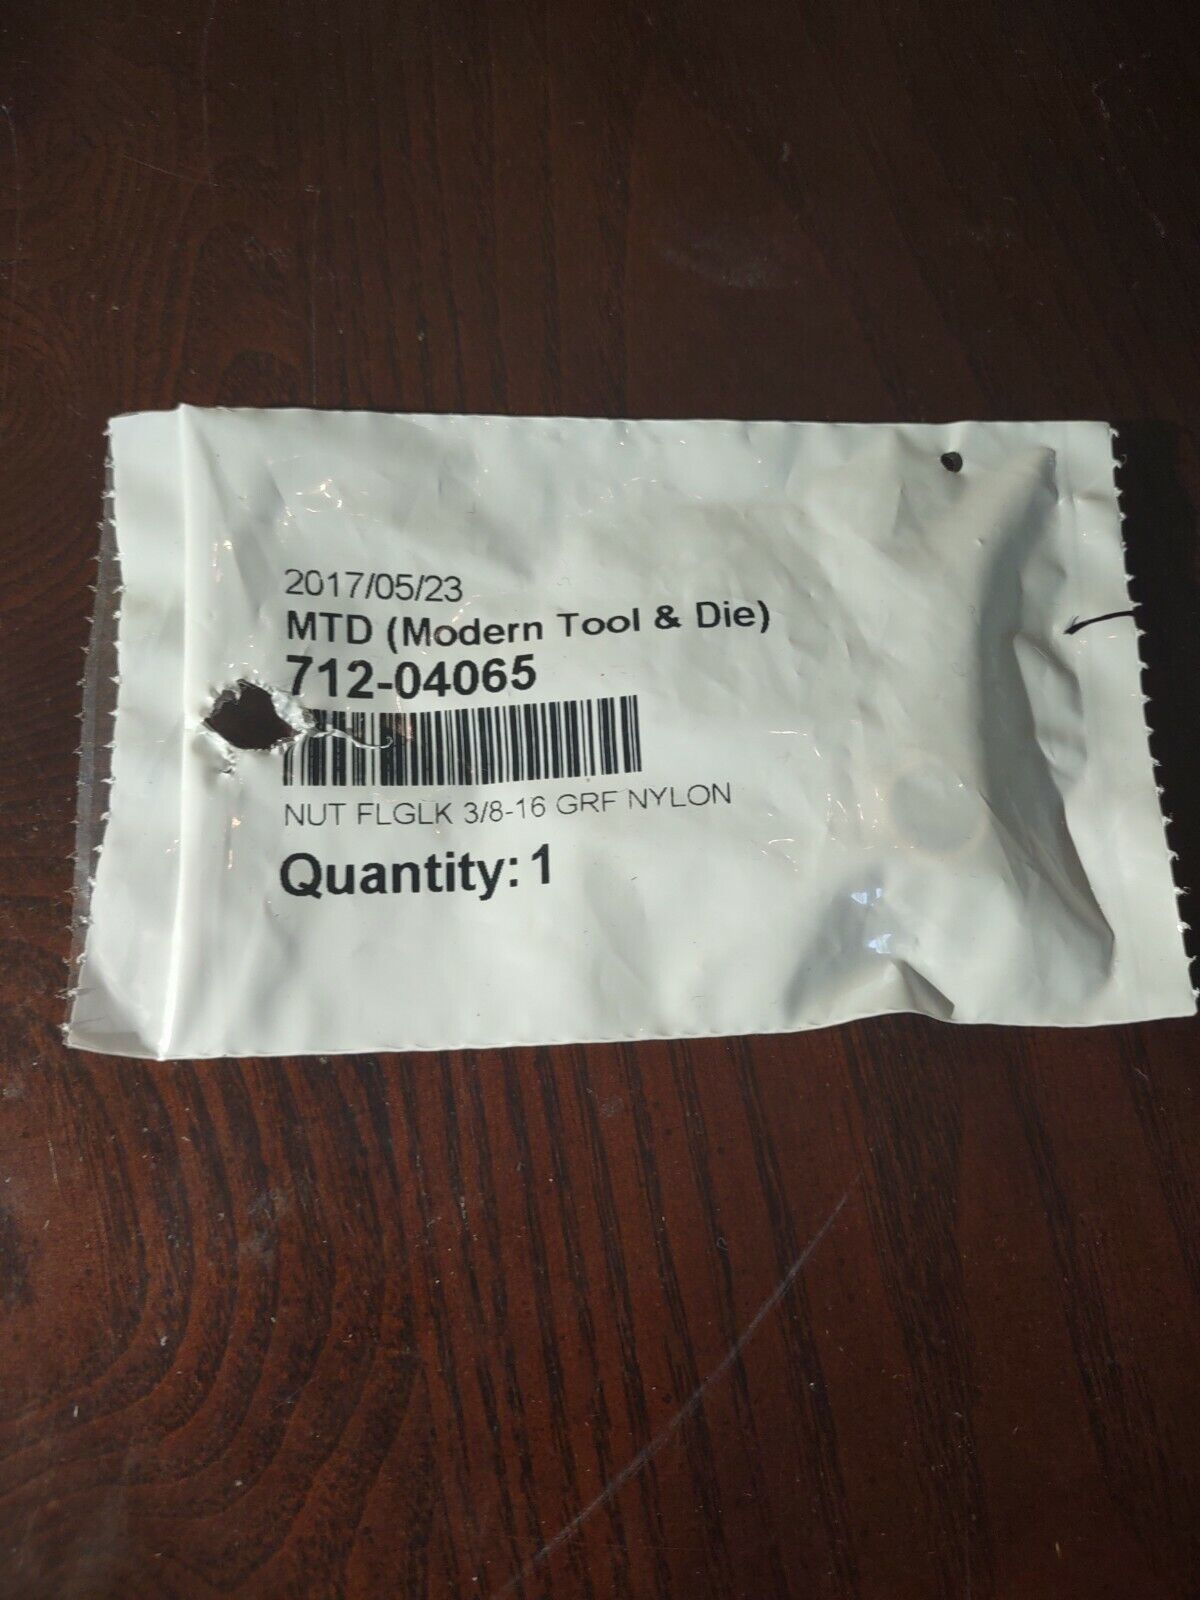 2017/05/23
MTD (Modern Tool & Die)
712-04065
NUT FLGLK 3/8-16 GRF NYLON
Quantity: 1